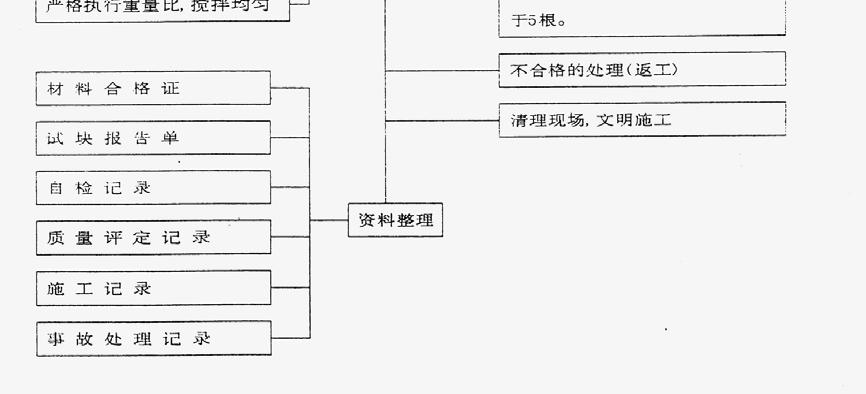 严格执行重量比, 搅拌均匀
于5根。
不合格的处理(返工)
清理现场, 文明施工
材料合格证
试块报告单
自检记录
质量评定记录
施工记录
事故处理记录
资料整理